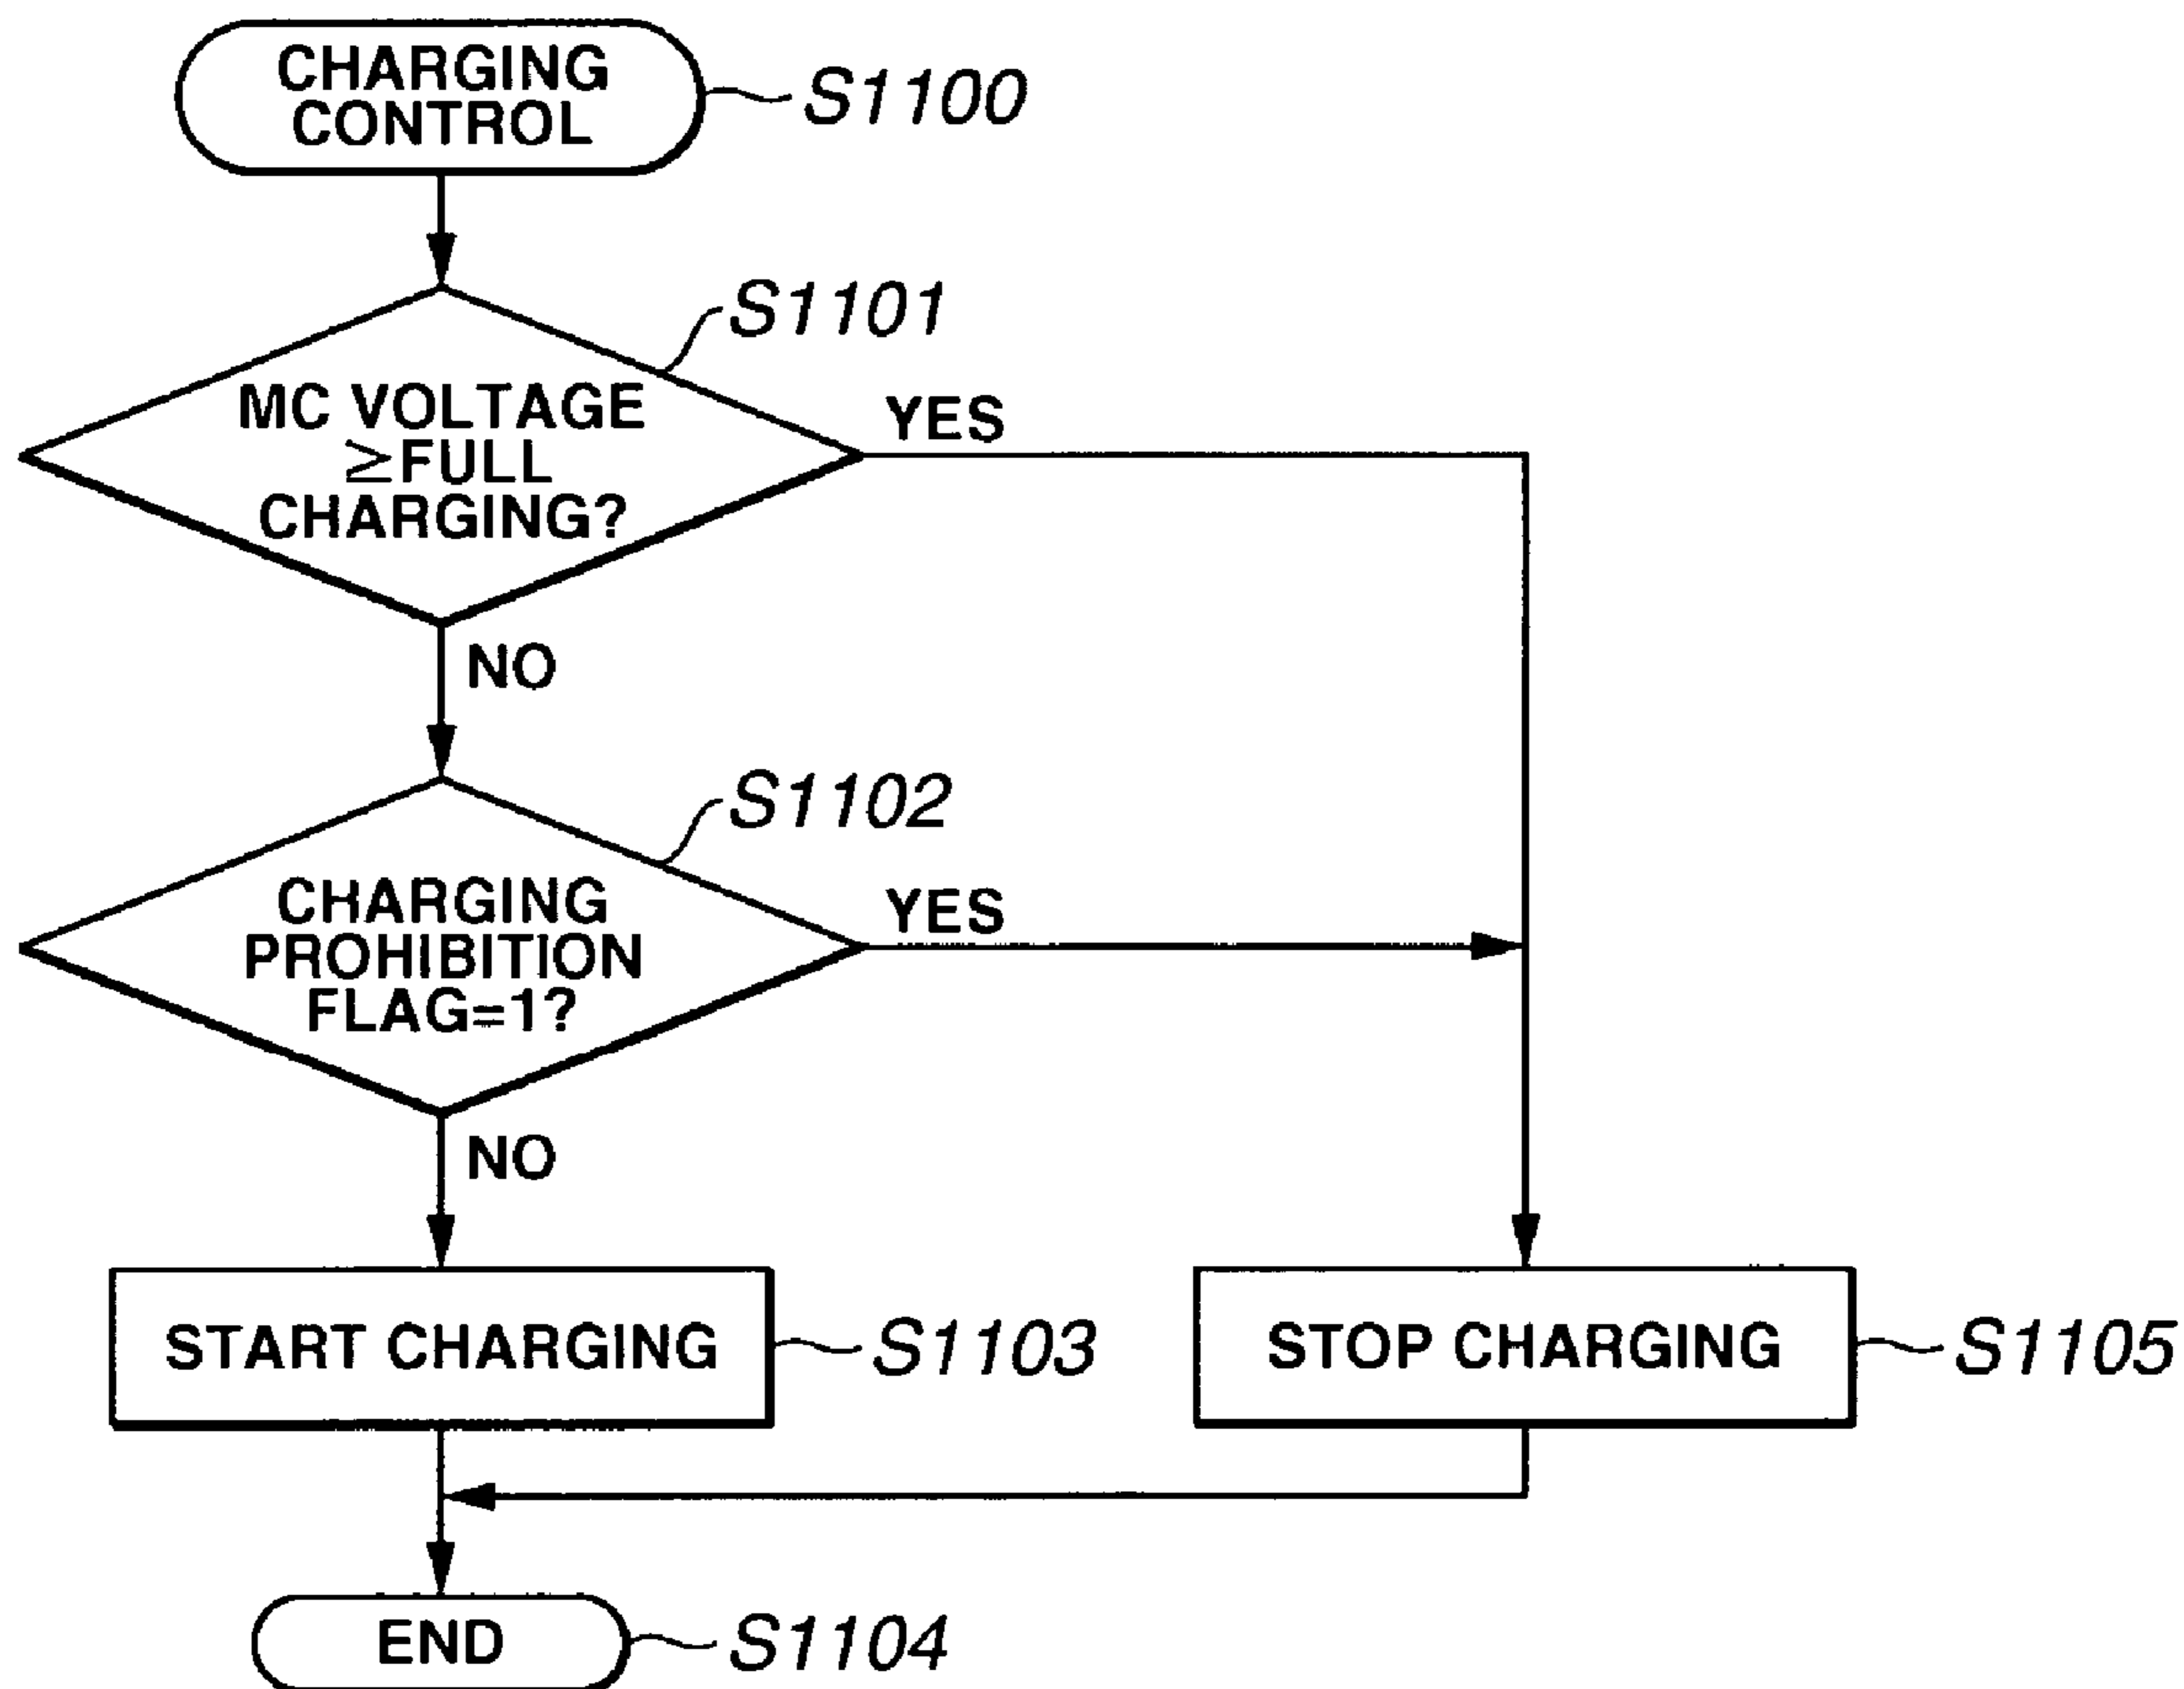 CHARGING
CONTROL
S1100
S1101
MC VOLTAGE
≥FULL
CHARGING?
YES
NO
S1102
CHARGING
PROHIBITION
FLAG=1?
YES
NO
START CHARGING
S1103
STOP CHARGING
S1105
END
S1104